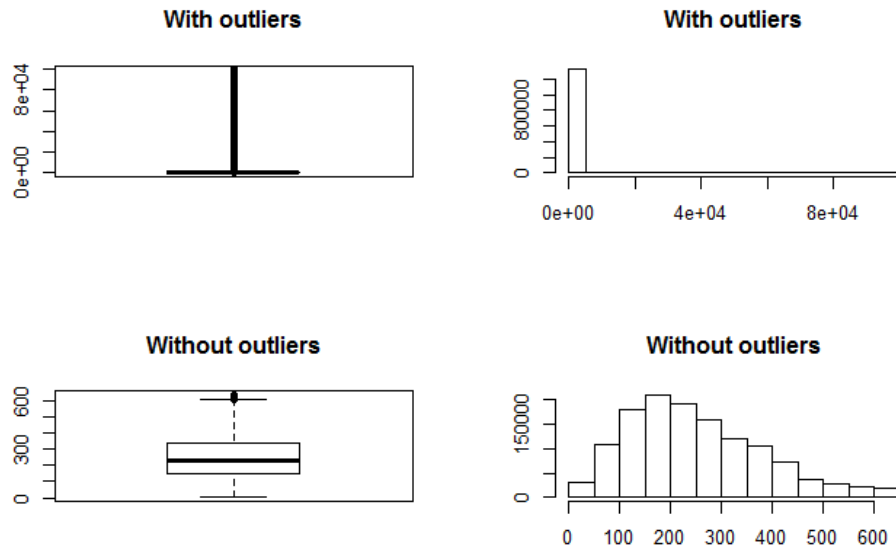 With outliers
8e+04
0e+00
With outliers
800000
0
0e+00 4e+04 8e+04
Without outliers
600
300
0
Without outliers
150000
0
0 100 200 300 400 500 600